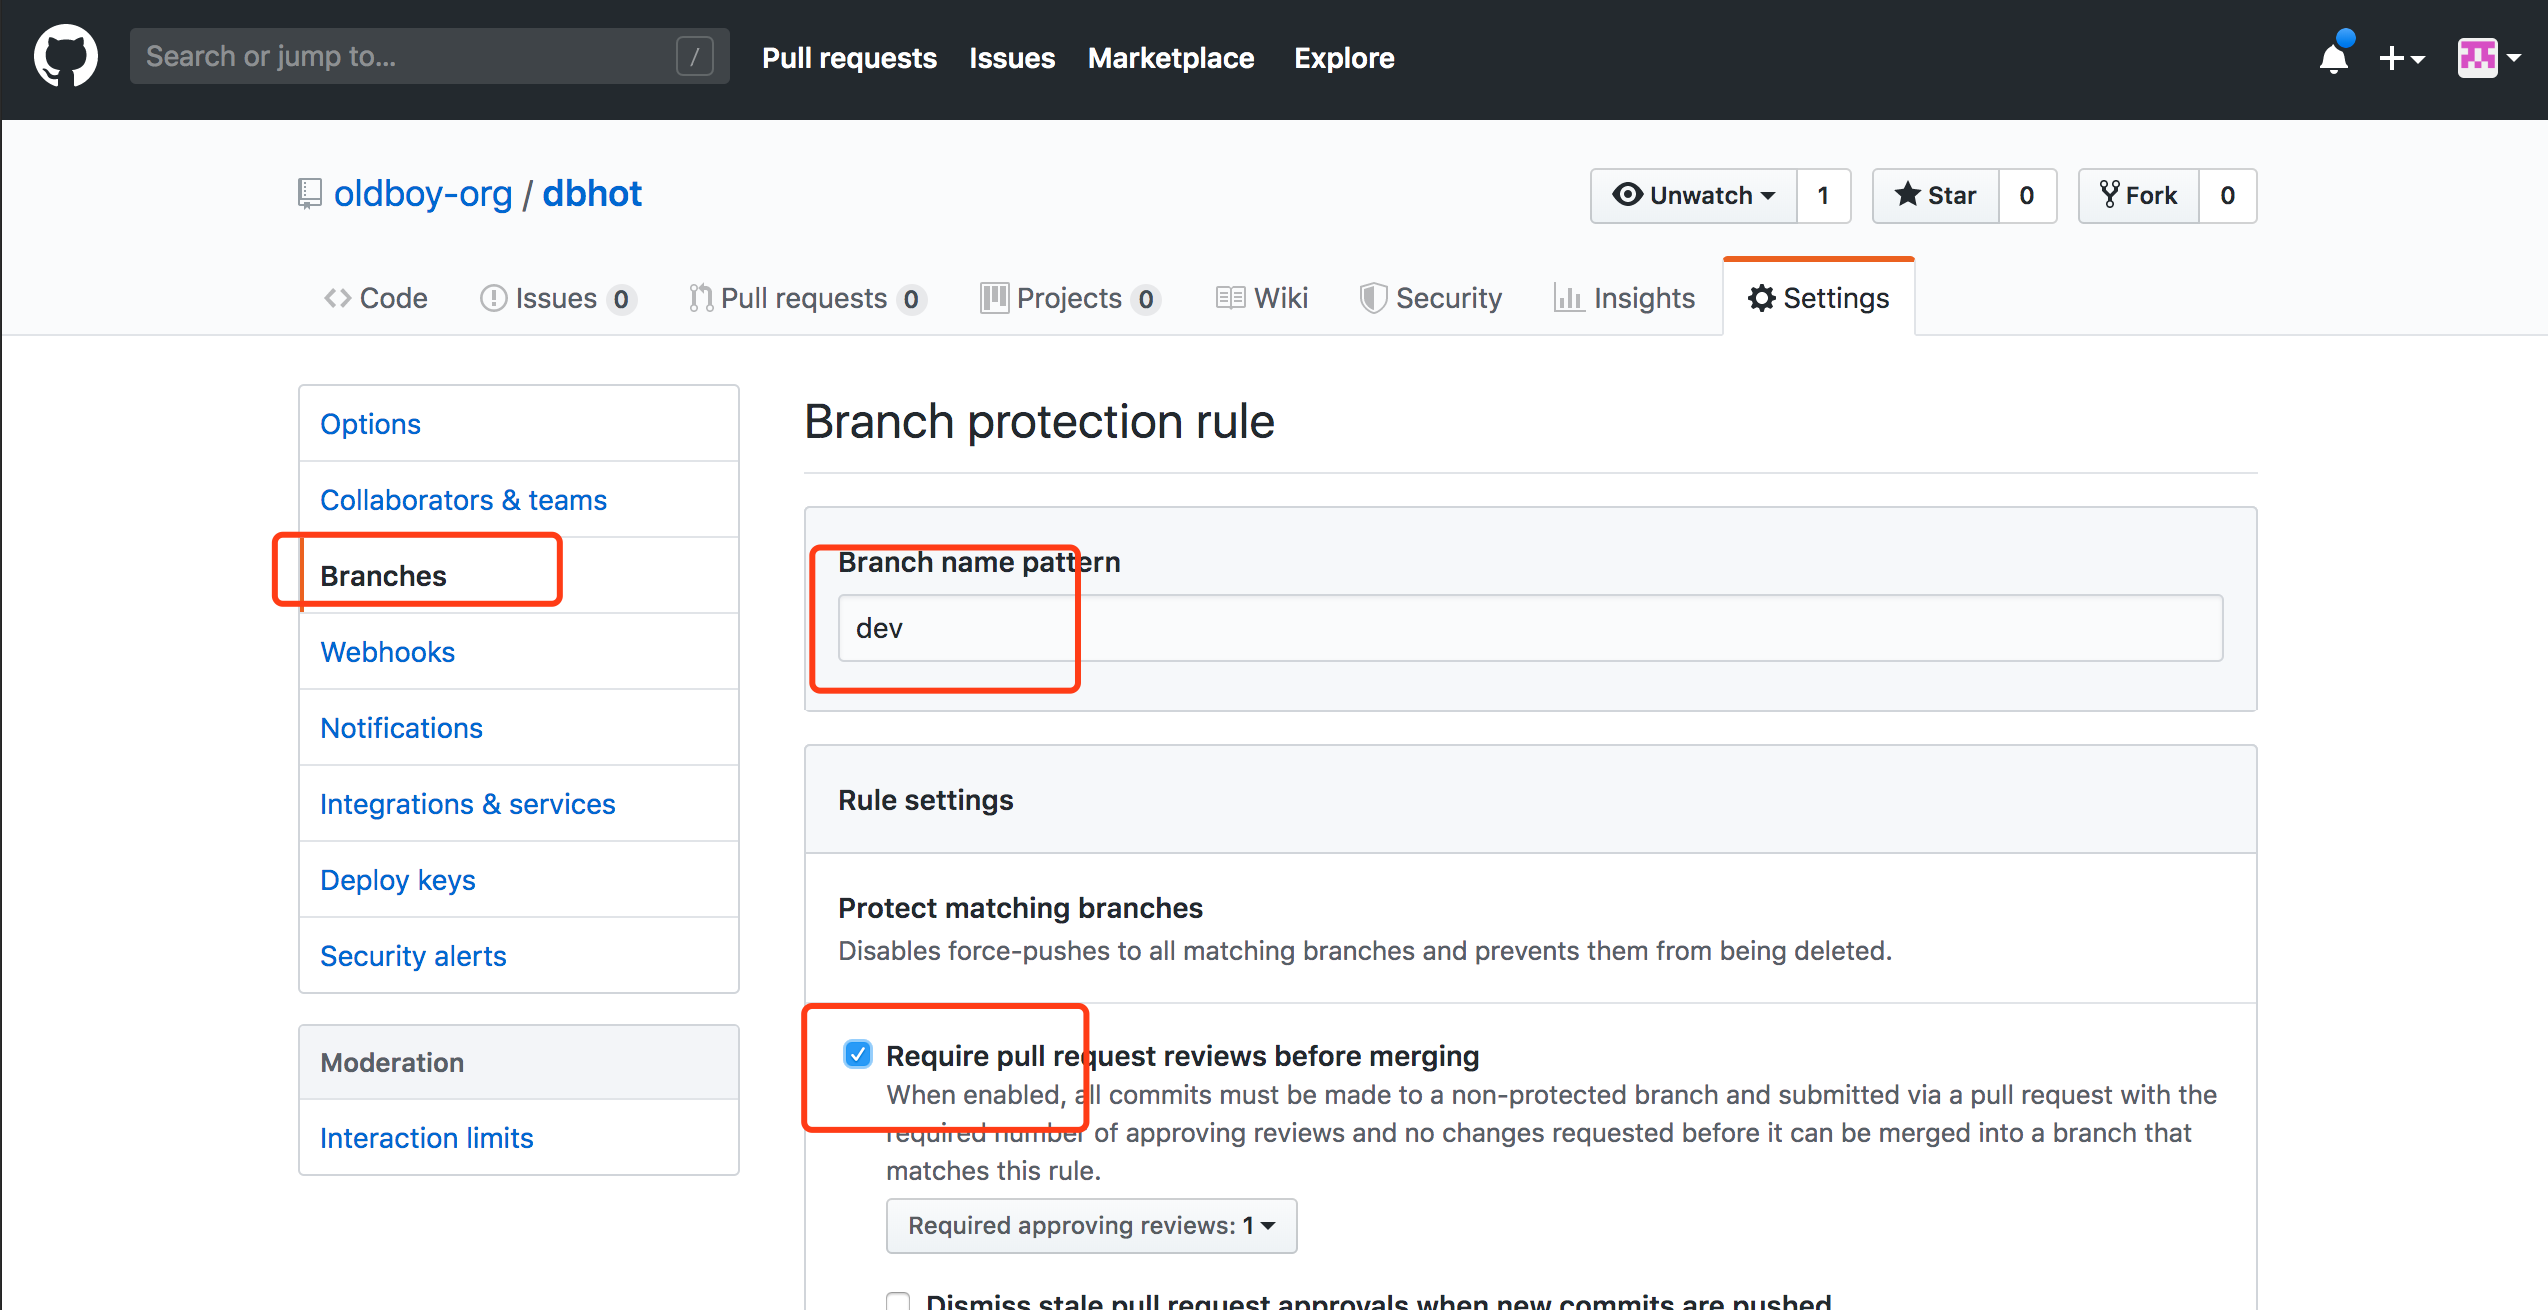 Search or jump to... /
Pull requests Issues Marketplace Explore
oldboy-org / dbhot
Unwatch 1 Star 0 Fork 0
Code Issues 0 Pull requests 0 Projects 0 Wiki Security Insights Settings
Options
Collaborators & teams
Branches
Webhooks
Notifications
Integrations & services
Deploy keys
Security alerts
Moderation
Interaction limits
Branch protection rule
Branch name pattern
dev
Rule settings
Protect matching branches
Disables force-pushes to all matching branches and prevents them from being deleted.
Require pull request reviews before merging
When enabled, all commits must be made to a non-protected branch and submitted via a pull request with the
required number of approving reviews and no changes requested before it can be merged into a branch that
matches this rule.
Required approving reviews: 1
Dismiss stale pull request approvals when new commits are pushed